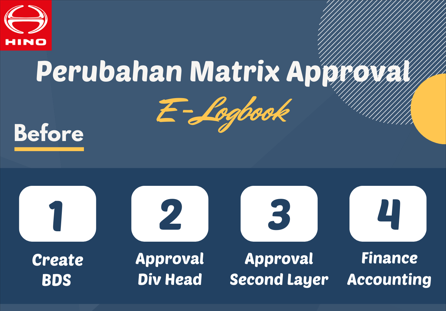 HINO
Perubahan Matrix Approval
E-Logbook
Before
1
Create
BDS
2
Approval
Div Head
3
Approval
Second Layer
4
Finance
Accounting